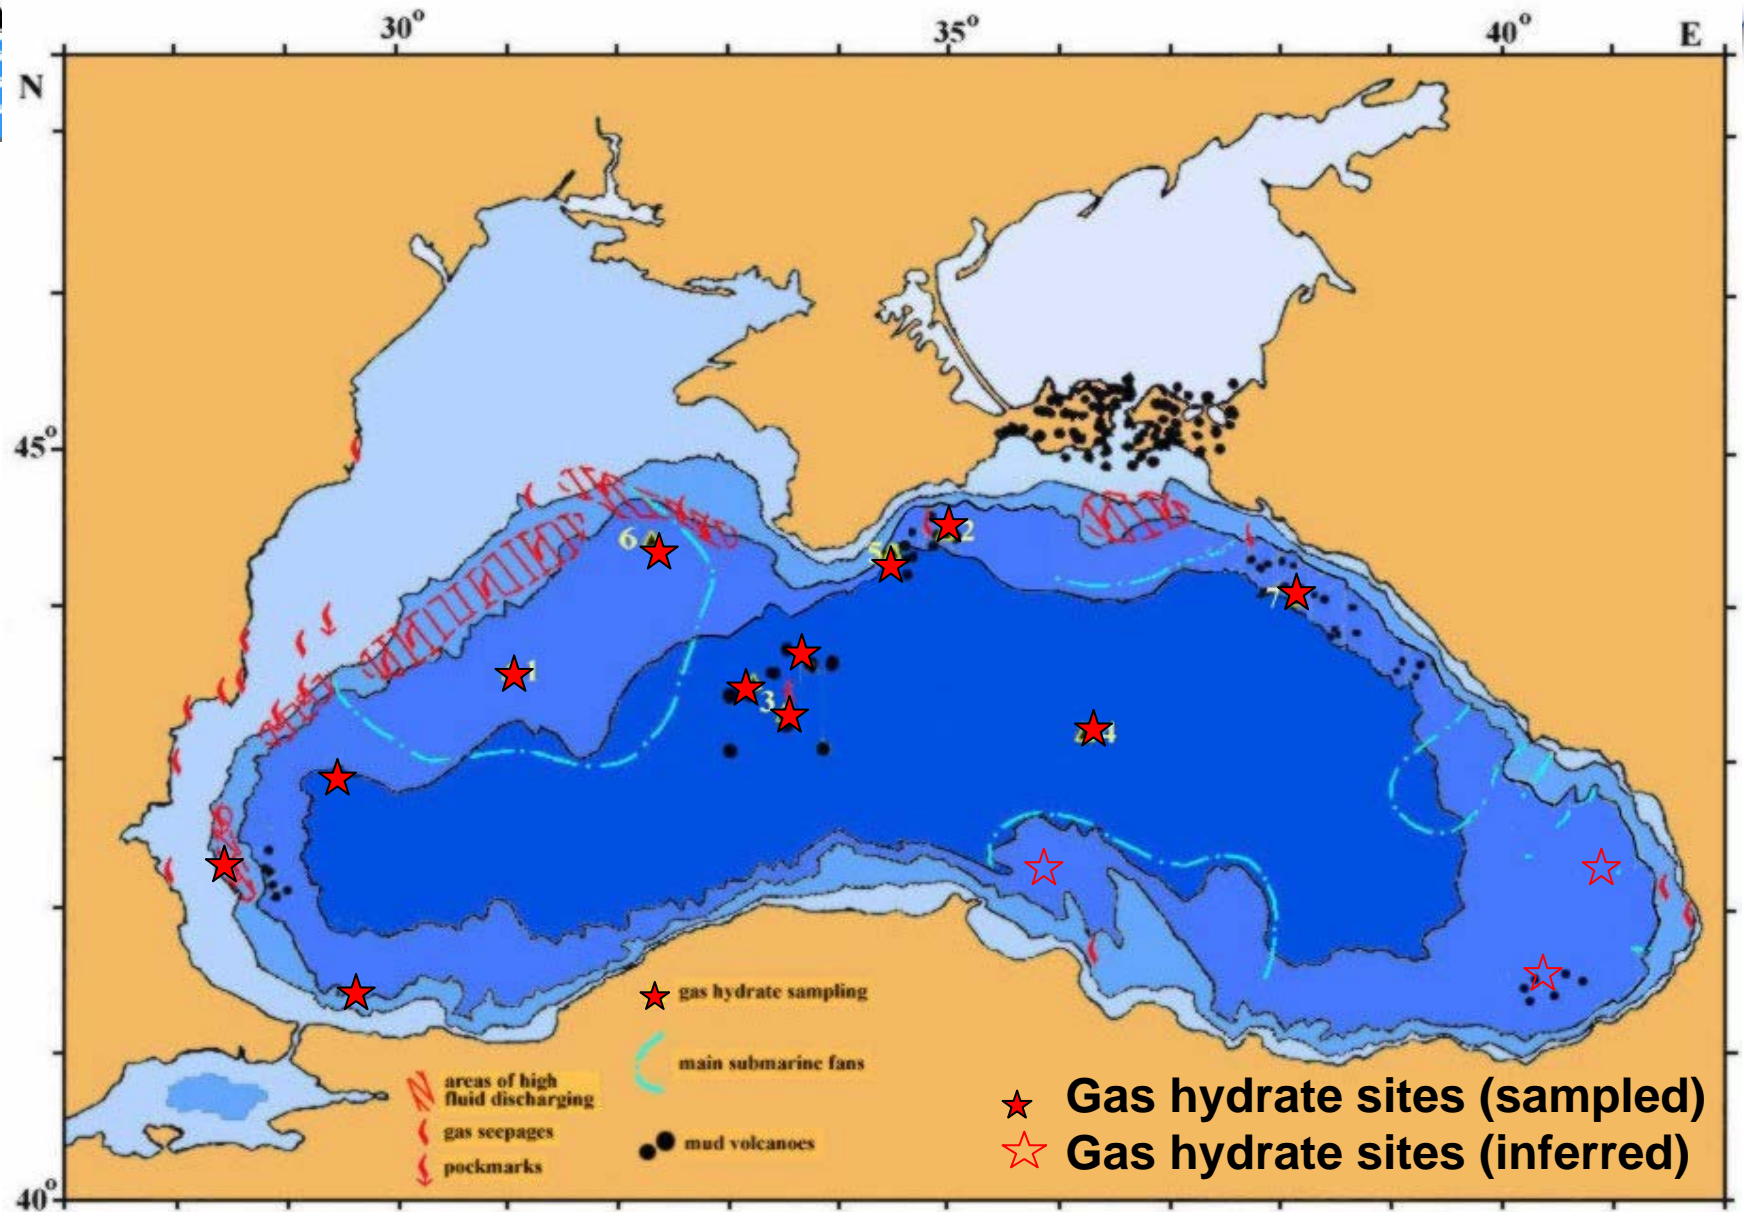 30° 35° 40° E
N
45°
40°
6
5
2
7
1
3
4
gas hydrate sampling
main submarine fans
areas of high
fluid discharging
gas seepages
mud volcanoes
pockmarks
Gas hydrate sites (sampled)
Gas hydrate sites (inferred)